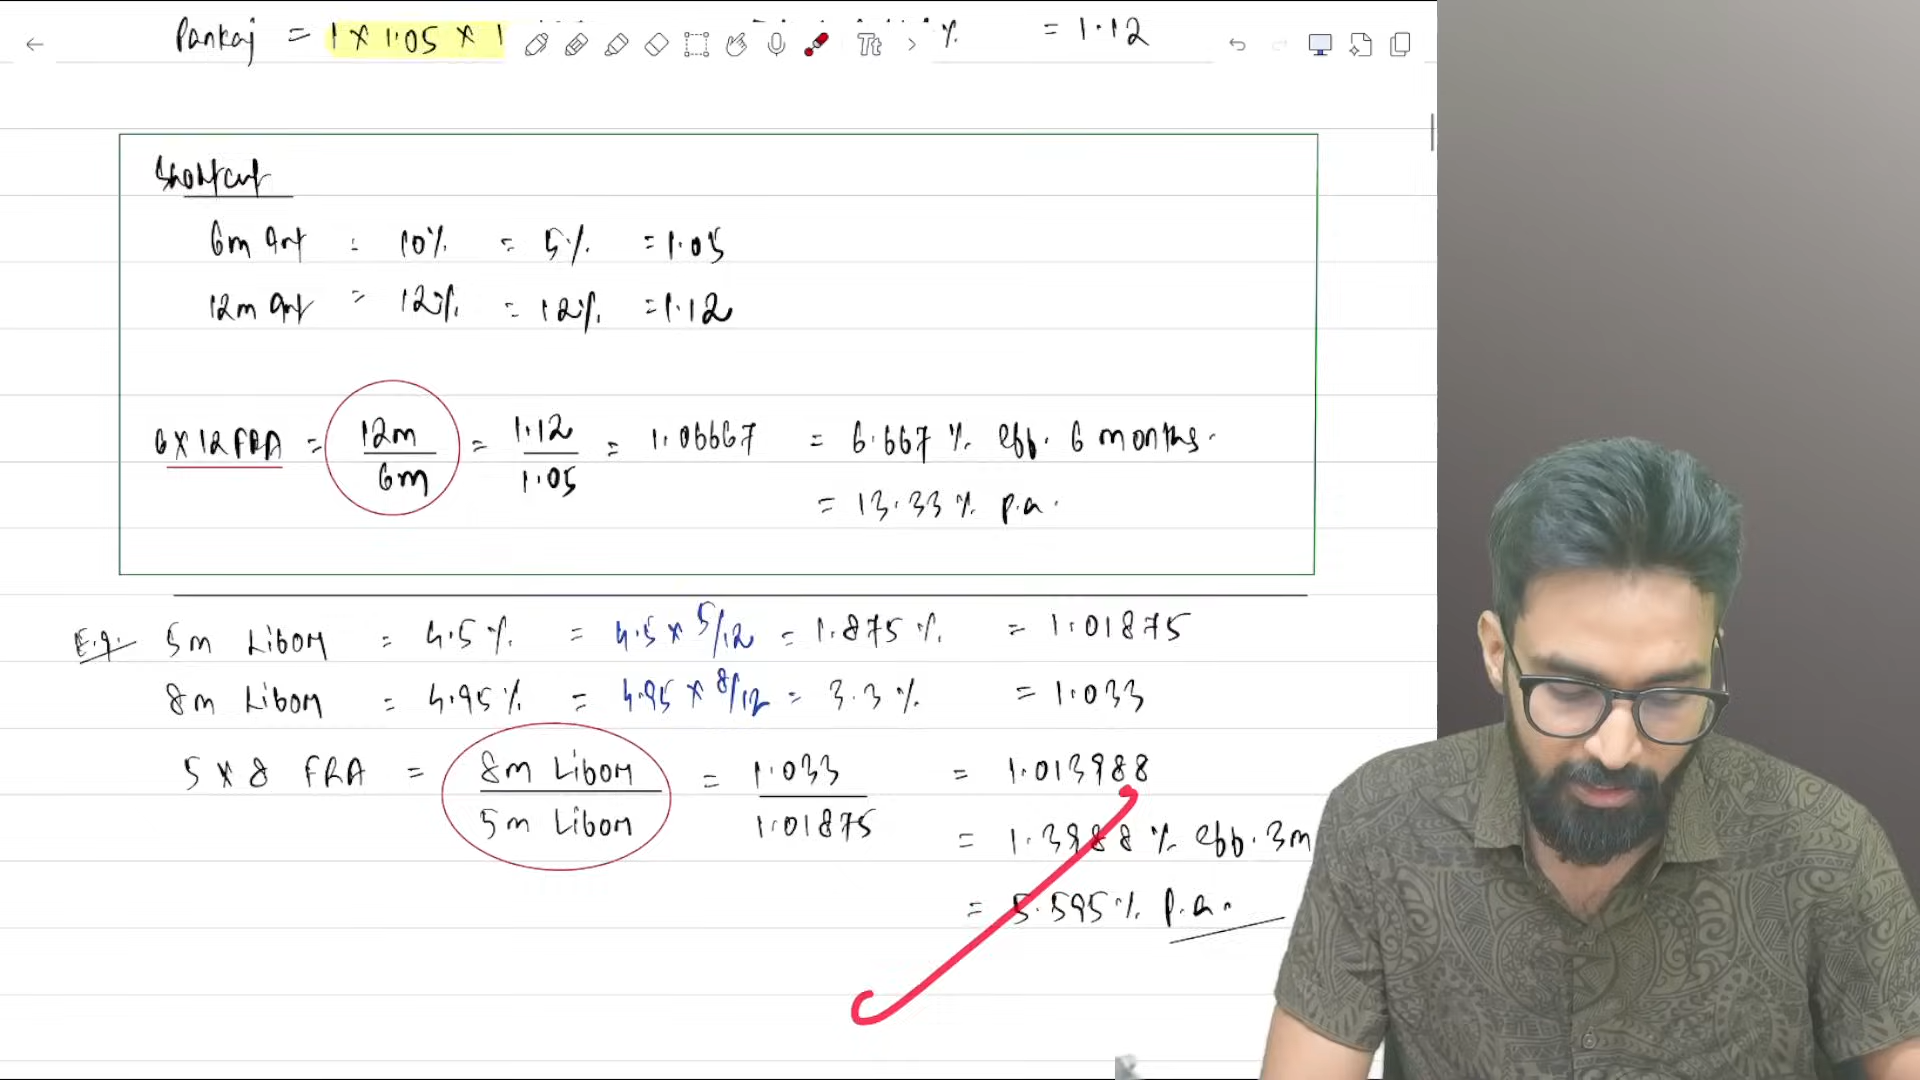 Pankaj = 1 x 1.05 x 1 % = 1.12
Tt
Shortcut
6m Int = 10% = 5% = 1.05
12m Int = 12% = 12% = 1.12
6 X 12 FRA = 12m / 6m = 1.12 / 1.05 = 1.06667 = 6.667 % eff. 6 months.
= 13.33 % p.a.
E.g. 5m Libor = 4.5 % = 4.5 x 5/12 = 1.875 % = 1.01875
8m Libor = 4.95 % = 4.95 x 8/12 = 3.3 % = 1.033
5 X 8 FRA = 8m Libor / 5m Libor = 1.033 / 1.01875 = 1.013988
= 1.3988 % eff. 3m
= 5.595 % p.a.